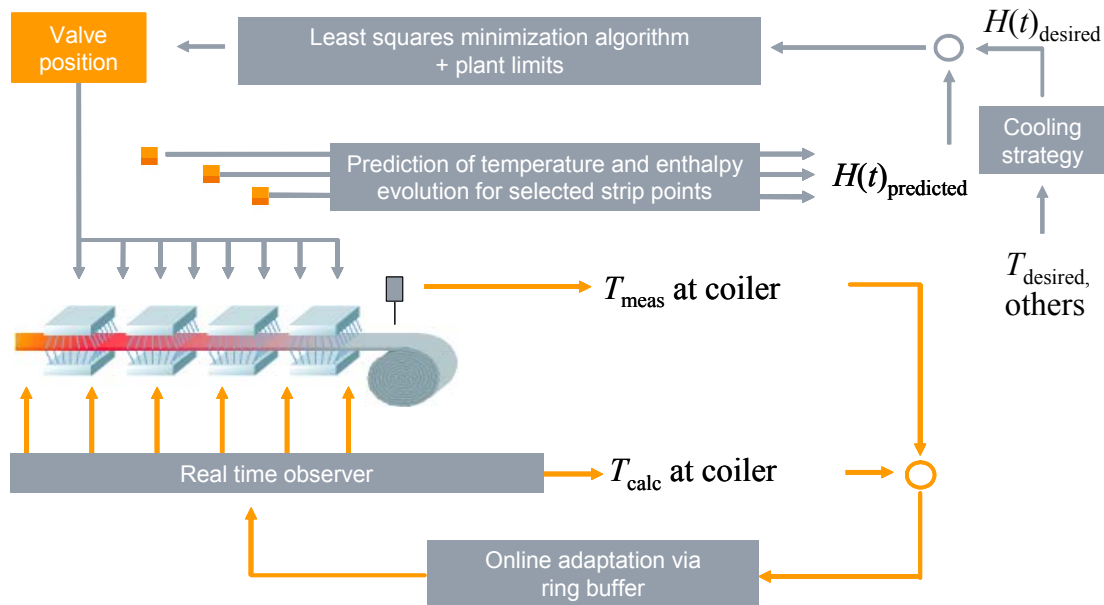 Valve
position
Least squares minimization algorithm
+ plant limits
H(t)desired
Cooling
strategy
Prediction of temperature and enthalpy
evolution for selected strip points
H(t)predicted
Tdesired,
others
Tmeas at coiler
Real time observer
Tcalc at coiler
Online adaptation via
ring buffer